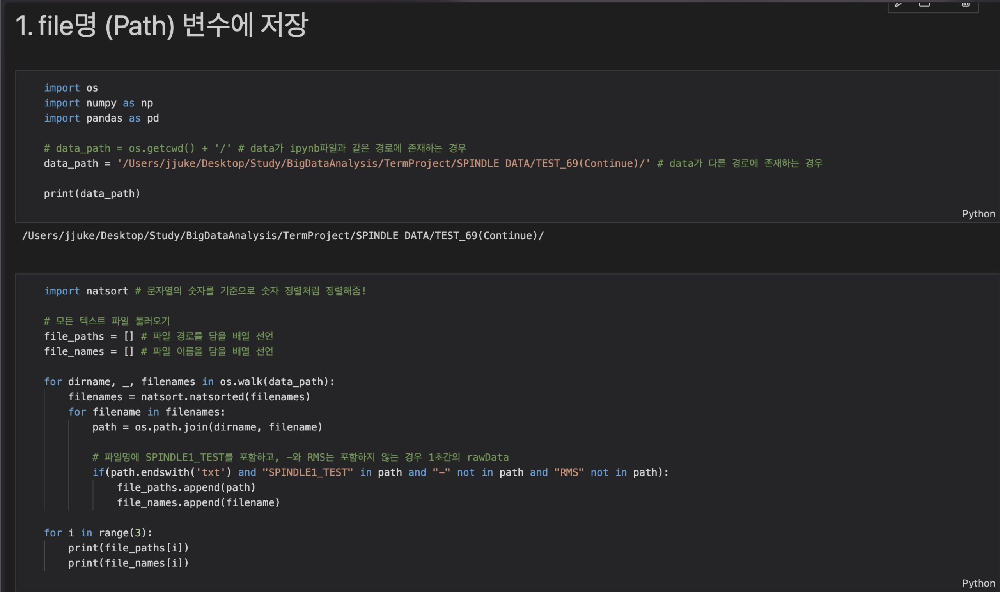 1. file명 (Path) 변수에 저장
import os
import numpy as np
import pandas as pd
# data_path = os.getcwd() + '/' # data가 ipynb파일과 같은 경로에 존재하는 경우
data_path = '/Users/jjuke/Desktop/Study/BigDataAnalysis/TermProject/SPINDLE DATA/TEST_69(Continue)/' # data가 다른 경로에 존재하는 경우
print(data_path)
Python
/Users/jjuke/Desktop/Study/BigDataAnalysis/TermProject/SPINDLE DATA/TEST_69(Continue)/
import natsort # 문자열의 숫자를 기준으로 숫자 정렬처럼 정렬해줌!
# 모든 텍스트 파일 불러오기
file_paths = [] # 파일 경로를 담을 배열 선언
file_names = [] # 파일 이름을 담을 배열 선언
for dirname, _, filenames in os.walk(data_path):
    filenames = natsort.natsorted(filenames)
    for filename in filenames:
        path = os.path.join(dirname, filename)
        # 파일명에 SPINDLE1_TEST를 포함하고, -와 RMS는 포함하지 않는 경우 1초간의 rawData
        if(path.endswith('txt') and "SPINDLE1_TEST" in path and "-" not in path and "RMS" not in path):
            file_paths.append(path)
            file_names.append(filename)
for i in range(3):
    print(file_paths[i])
    print(file_names[i])
Python